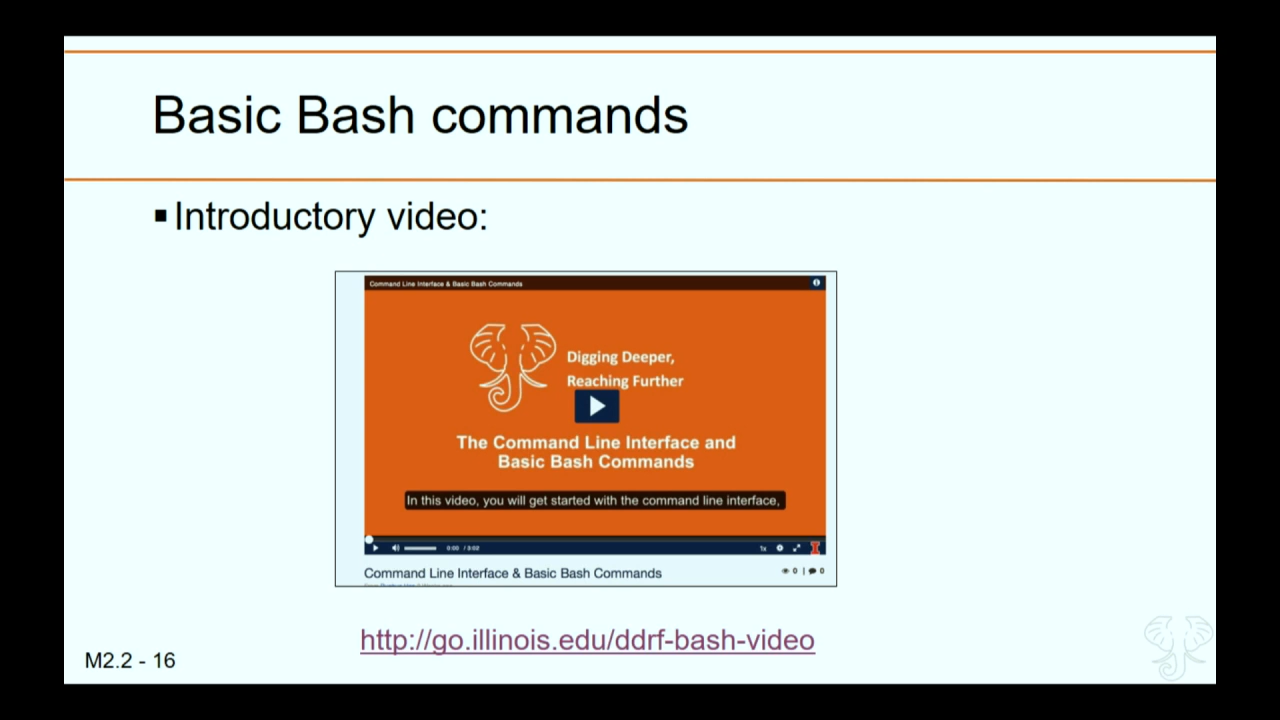 Basic Bash commands
▪ Introductory video:
Command Line Interface & Basic Bash Commands
Digging Deeper,
Reaching Further
The Command Line Interface and
Basic Bash Commands
In this video, you will get started with the command line interface,
0:00 / 8:02
1x
Command Line Interface & Basic Bash Commands
0 | 0
http://go.illinois.edu/ddrf-bash-video
M2.2 - 16